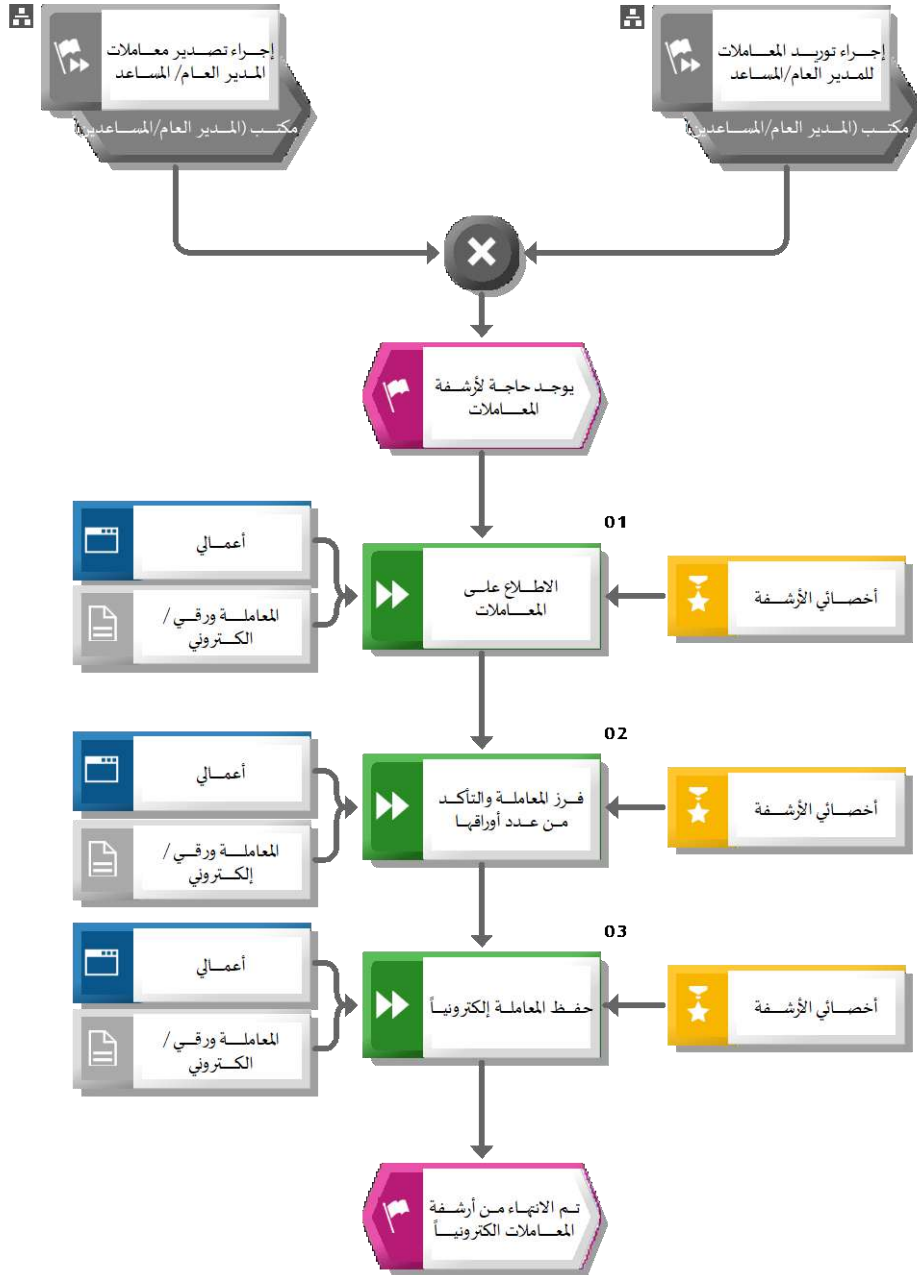 إجراء توريد المعاملات
للمدير العام/المساعد
مكتب (المدير العام/المساعدين)
إجراء تصدير معاملات
المدير العام/ المساعد
مكتب (المدير العام/المساعدين)
يوجد حاجة لأرشفة
المعاملات
01
أخصائي الأرشفة
الاطلاع على
المعاملات
أعمالي
المعاملة ورقي /
الكتروني
02
أخصائي الأرشفة
فرز المعاملة والتأكد
من عدد أوراقها
أعمالي
المعاملة ورقي /
إلكتروني
03
أخصائي الأرشفة
حفظ المعاملة إلكترونياً
أعمالي
المعاملة ورقي /
الكتروني
تم الانتهاء من أرشفة
المعاملات الكترونياً